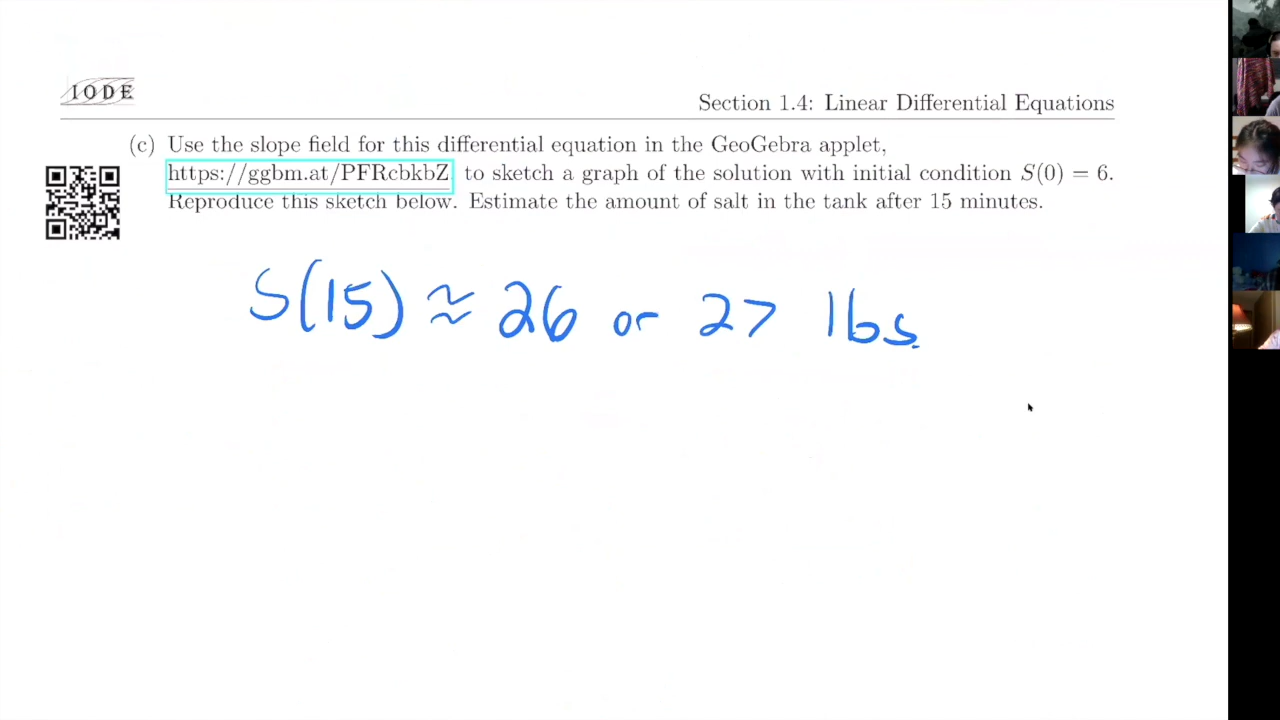 IODE
Section 1.4: Linear Differential Equations
(c) Use the slope field for this differential equation in the GeoGebra applet,
https://ggbm.at/PFRcbkbZ, to sketch a graph of the solution with initial condition S(0) = 6.
Reproduce this sketch below. Estimate the amount of salt in the tank after 15 minutes.
S(15) ≈ 26 or 27 lbs.